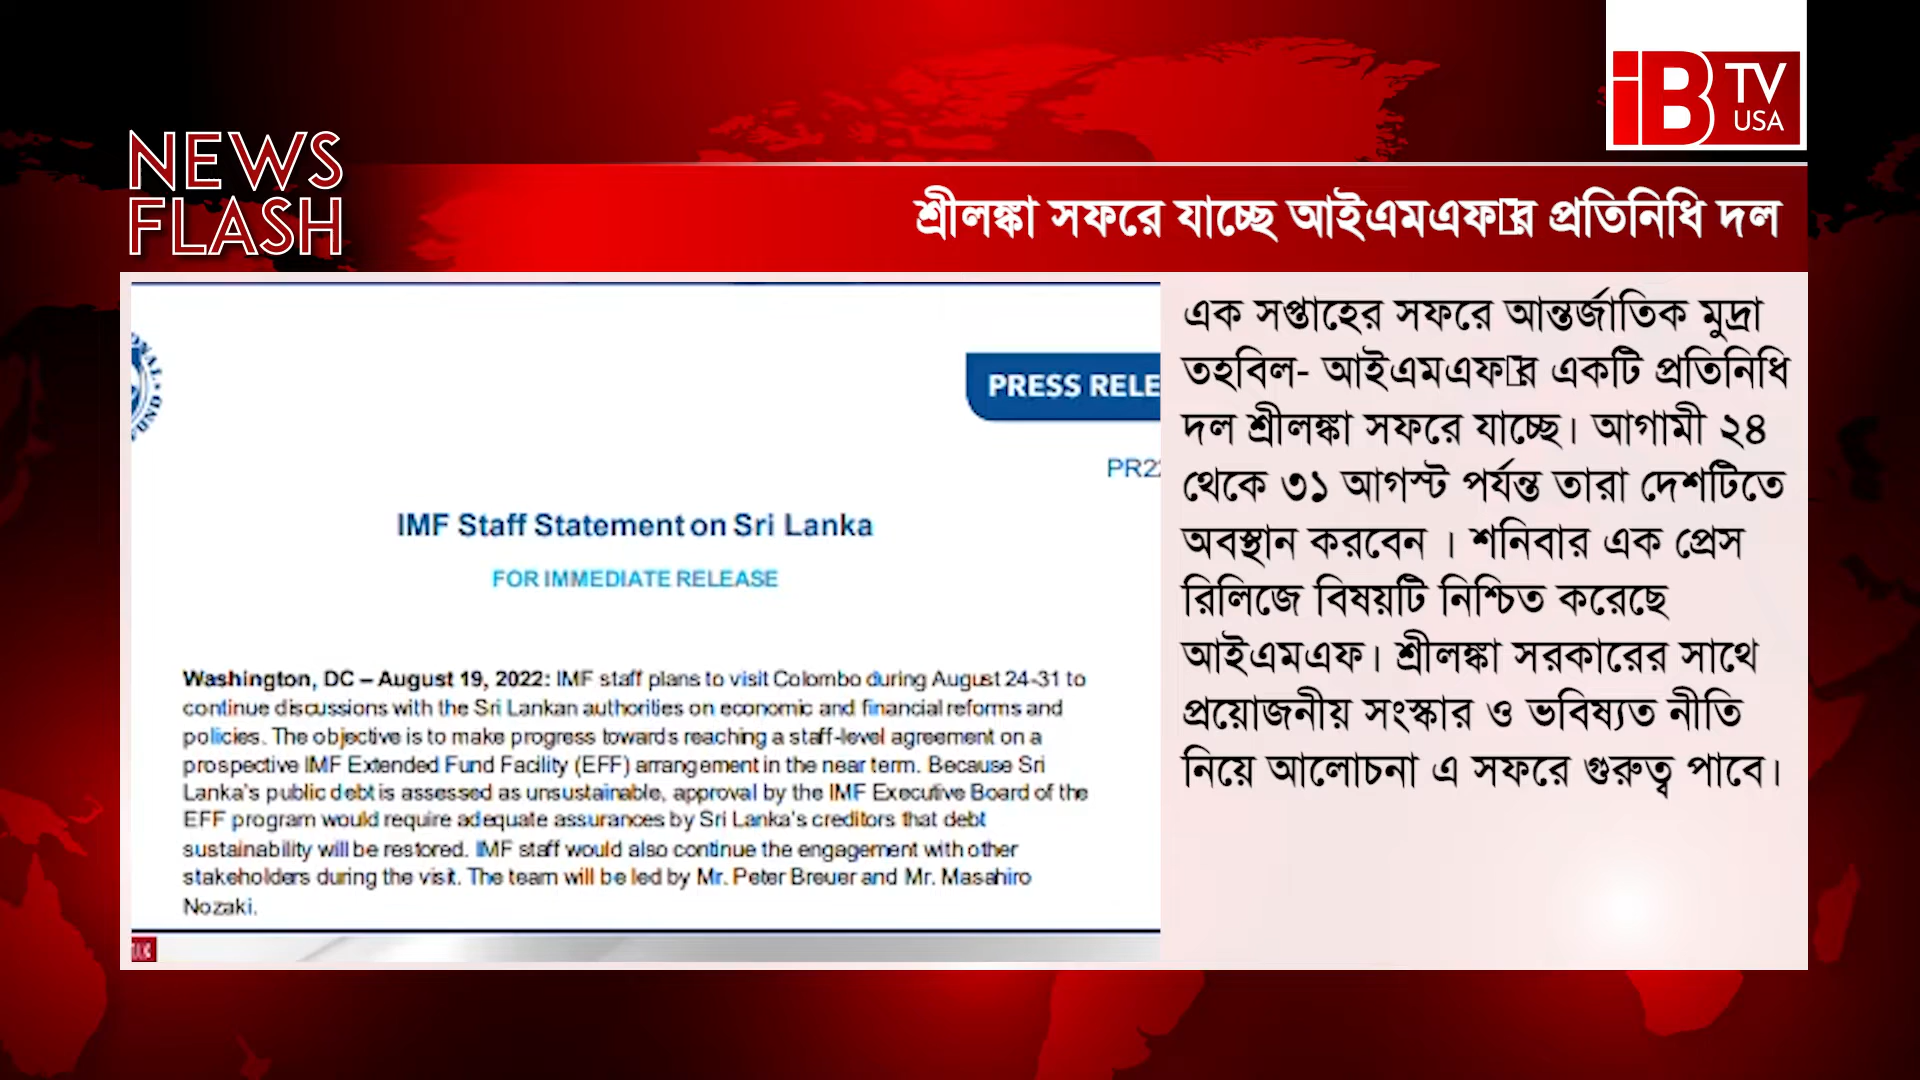 iB TV
USA
NEWS
FLASH
শ্রীলঙ্কা সফরে যাচ্ছে আইএমএফ'র প্রতিনিধি দল
ONAL
FUND
PRESS RELE
PR22
IMF Staff Statement on Sri Lanka
FOR IMMEDIATE RELEASE
Washington, DC – August 19, 2022: IMF staff plans to visit Colombo during August 24-31 to
continue discussions with the Sri Lankan authorities on economic and financial reforms and
policies. The objective is to make progress towards reaching a staff-level agreement on a
prospective IMF Extended Fund Facility (EFF) arrangement in the near term. Because Sri
Lanka's public debt is assessed as unsustainable, approval by the IMF Executive Board of the
EFF program would require adequate assurances by Sri Lanka's creditors that debt
sustainability will be restored. IMF staff would also continue the engagement with other
stakeholders during the visit. The team will be led by Mr. Peter Breuer and Mr. Masahiro
Nozaki.
এক সপ্তাহের সফরে আন্তর্জাতিক মুদ্রা
তহবিল- আইএমএফ'র একটি প্রতিনিধি
দল শ্রীলঙ্কা সফরে যাচ্ছে। আগামী ২৪
থেকে ৩১ আগস্ট পর্যন্ত তারা দেশটিতে
অবস্থান করবেন । শনিবার এক প্রেস
রিলিজে বিষয়টি নিশ্চিত করেছে
আইএমএফ। শ্রীলঙ্কা সরকারের সাথে
প্রয়োজনীয় সংস্কার ও ভবিষ্যত নীতি
নিয়ে আলোচনা এ সফরে গুরুত্ব পাবে।